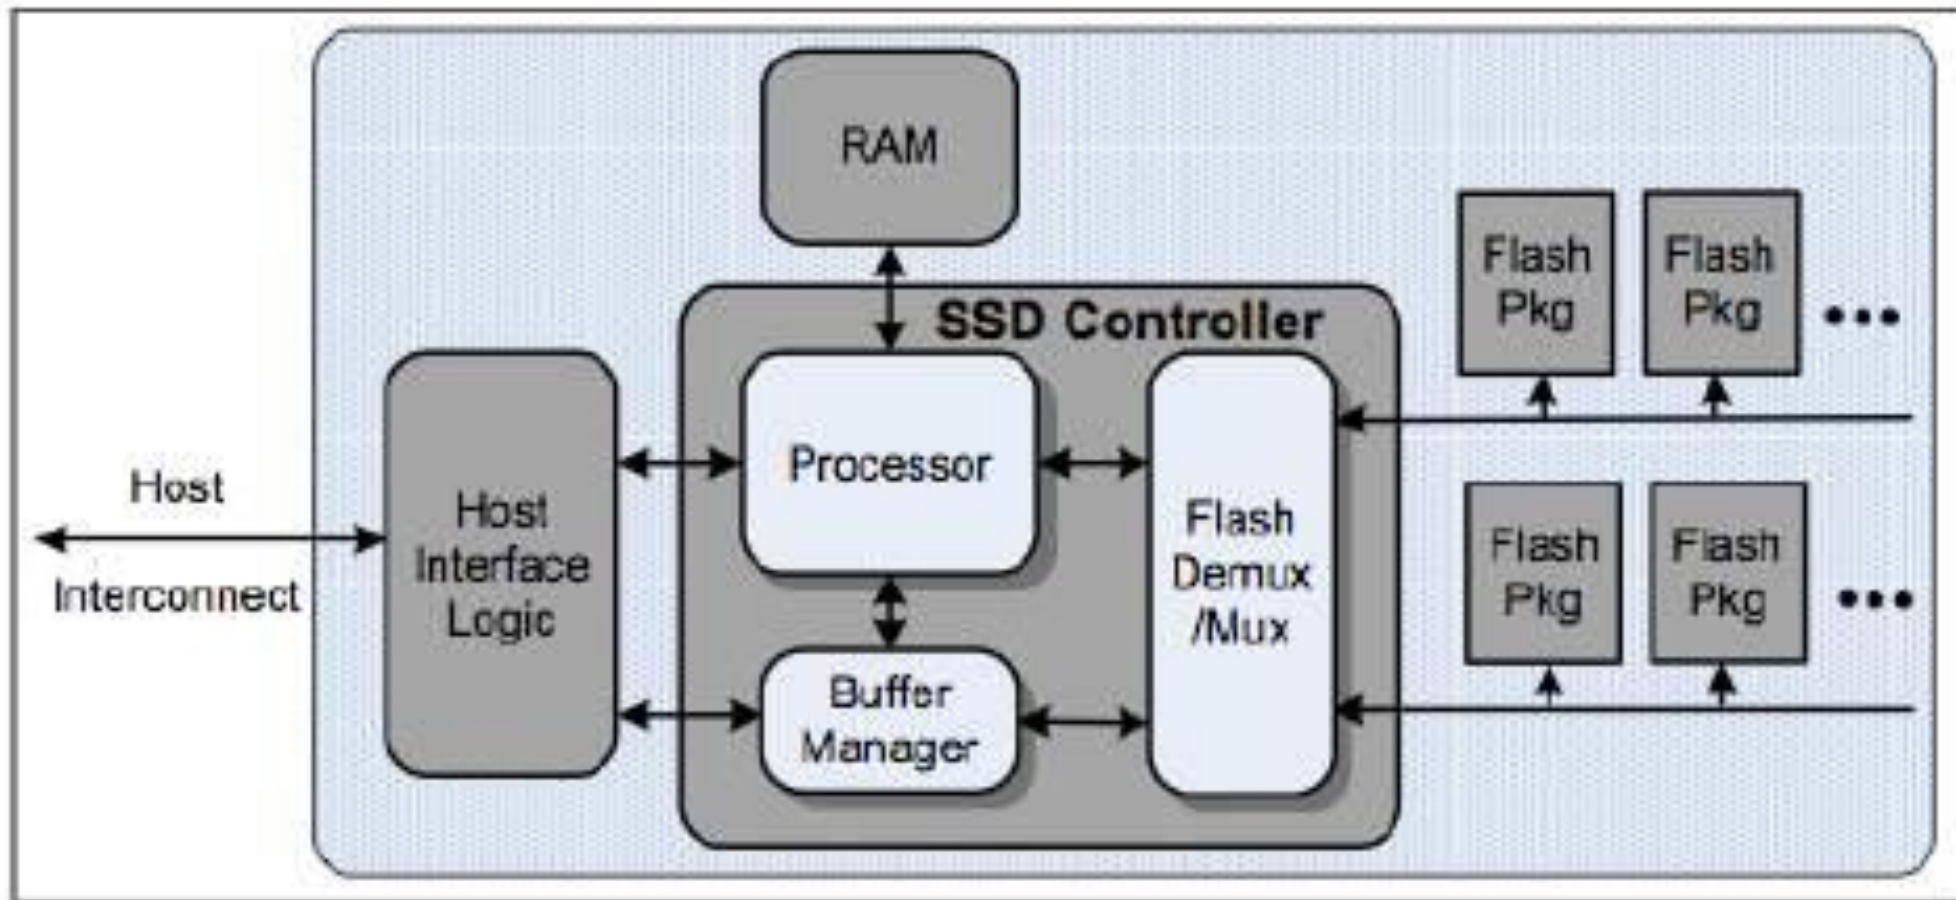 RAM
SSD Controller
Flash
Pkg
Flash
Pkg
Host
Interconnect
Host
Interface
Logic
Processor
Buffer
Manager
Flash
Demux
/Mux
Flash
Pkg
Flash
Pkg